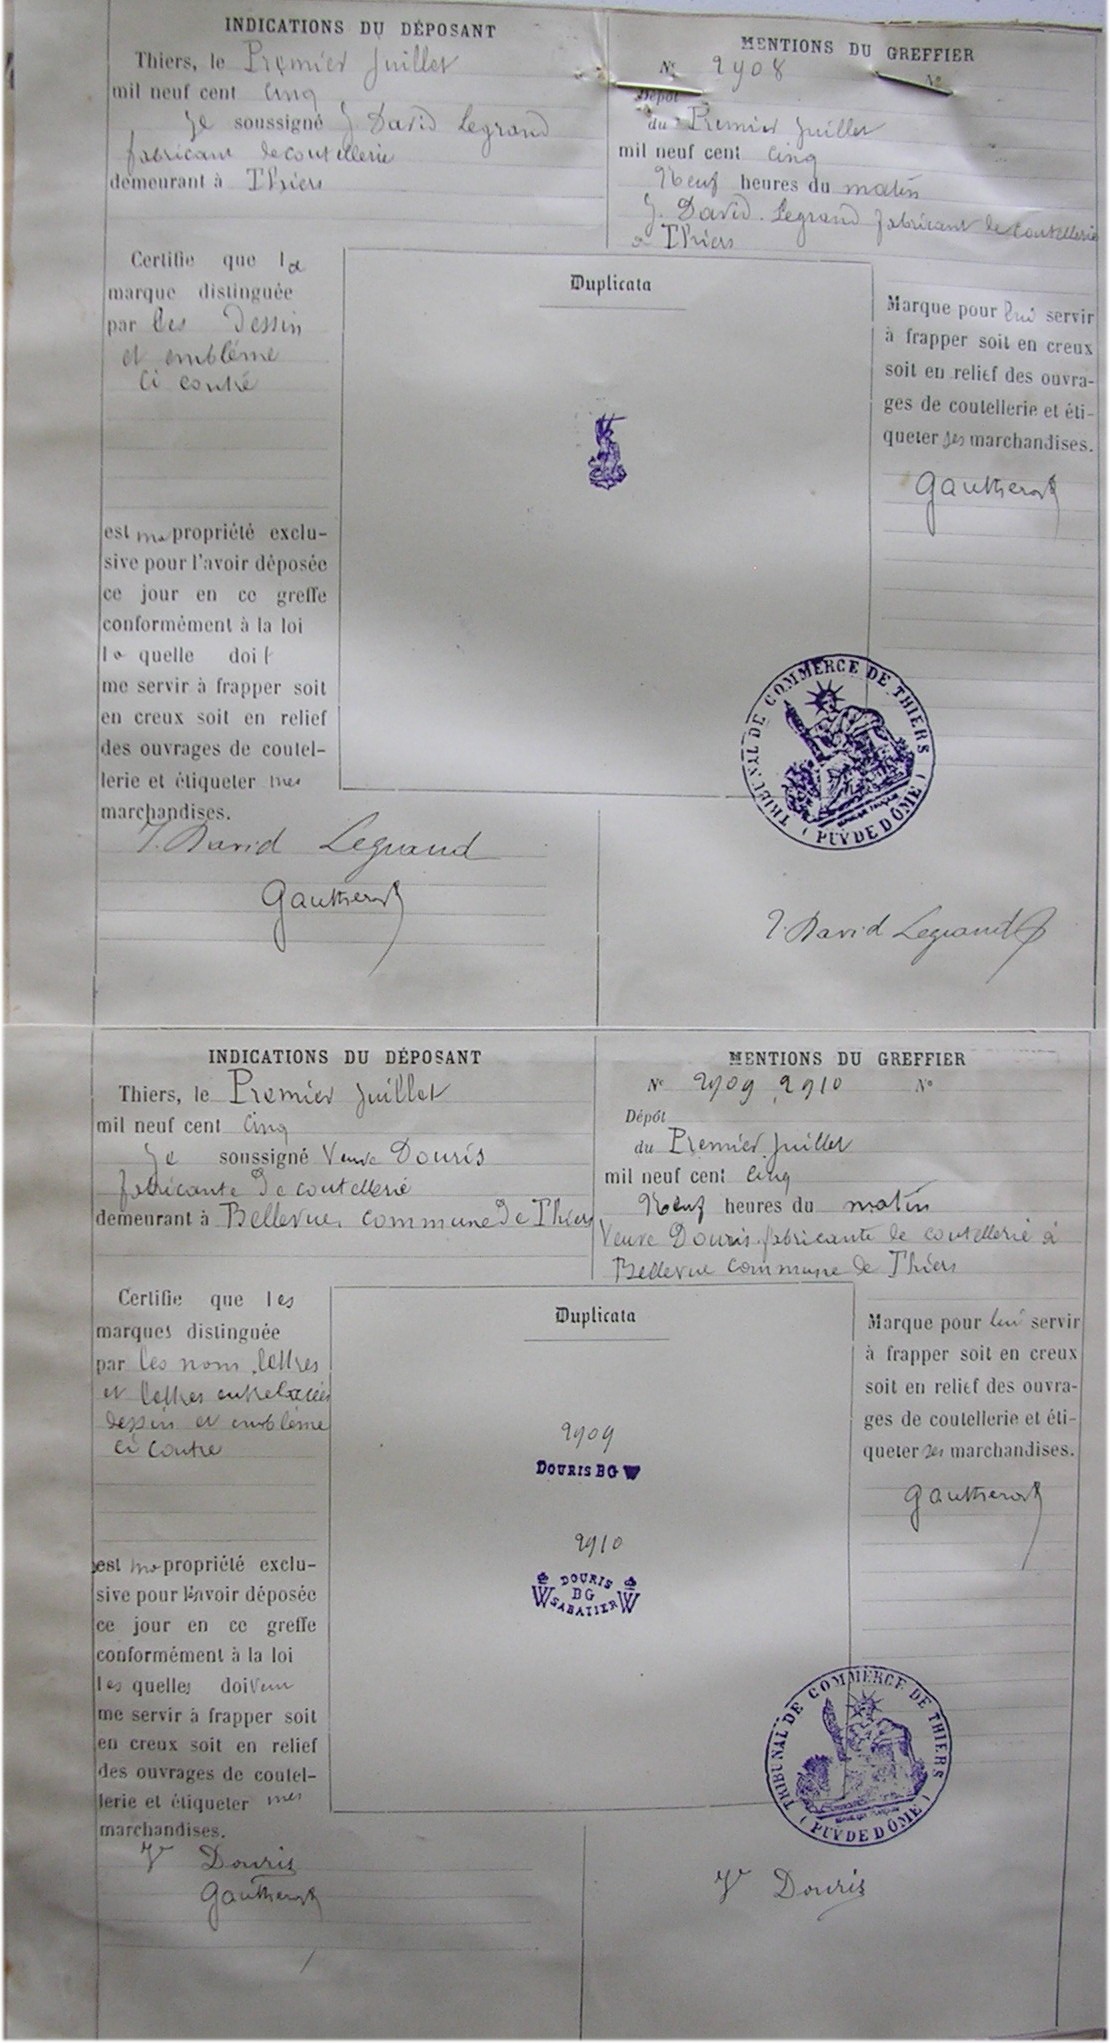 INDICATIONS DU DÉPOSANT
Thiers, le Premier Juillet
mil neuf cent cinq
Je soussigné J. David Legrand
fabricant de coutellerie
demeurant à Thiers
MENTIONS DU GREFFIER
N° 2908 N°
Dépôt
du Premier Juillet
mil neuf cent cinq
Neuf heures du matin
J. David-Legrand fabricant de coutellerie
a Thiers
Certifie que la
marque distinguée
par les Dessin
et emblème
ci contre
est ma propriété exclu-
sive pour l'avoir déposée
ce jour en ce greffe
conformément à la loi
la quelle doit
me servir à frapper soit
en creux soit en relief
des ouvrages de coutel-
lerie et étiqueter mes
marchandises.
J. David Legrand
Gautherot
Duplicata
TRIBUNAL DE COMMERCE DE THIERS
(PUY DE DÔME)
Marque pour lui servir
à frapper soit en creux
soit en relief des ouvra-
ges de coutellerie et éti-
queter ses marchandises.
Gautherot
J. David Legrand
INDICATIONS DU DÉPOSANT
Thiers, le Premier Juillet
mil neuf cent cinq
Je soussigné Veuve Douris
fabricante de coutellerie
demeurant à Bellevue, commune de Thiers
MENTIONS DU GREFFIER
N° 2909 2910 N°
Dépôt
du Premier Juillet
mil neuf cent cinq
Neuf heures du matin
Veuve Douris fabricante de coutellerie à
Bellevue commune de Thiers
Certifie que les
marques distinguée
par les nom, lettres
et lettres entrelacées
dessin et emblème
ci contre
est ma propriété exclu-
sive pour l'avoir déposée
ce jour en ce greffe
conformément à la loi
les quelles doivent
me servir à frapper soit
en creux soit en relief
des ouvrages de coutel-
lerie et étiqueter mes
marchandises.
Vve Douris
Gautherot
Duplicata
2909
DOURIS BG W
2910
DOURIS
W BG W
SABATIER
TRIBUNAL DE COMMERCE DE THIERS
(PUY DE DÔME)
Marque pour lui servir
à frapper soit en creux
soit en relief des ouvra-
ges de coutellerie et éti-
queter ses marchandises.
Gautherot
Vve Douris